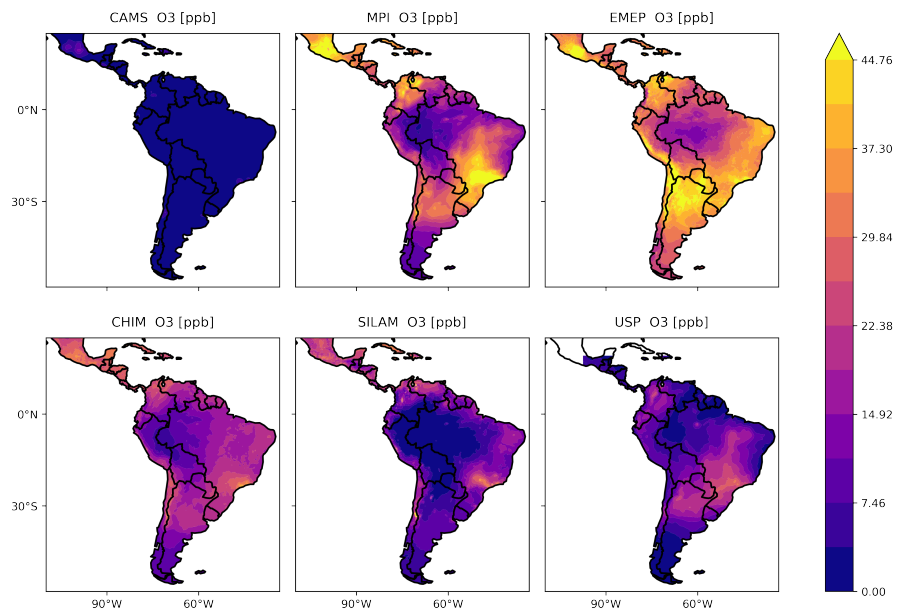 CAMS O3 [ppb]
MPI O3 [ppb]
EMEP O3 [ppb]
0°N
30°S
44.76
37.30
29.84
22.38
14.92
7.46
0.00
CHIM O3 [ppb]
SILAM O3 [ppb]
USP O3 [ppb]
0°N
30°S
90°W
60°W
90°W
60°W
90°W
60°W